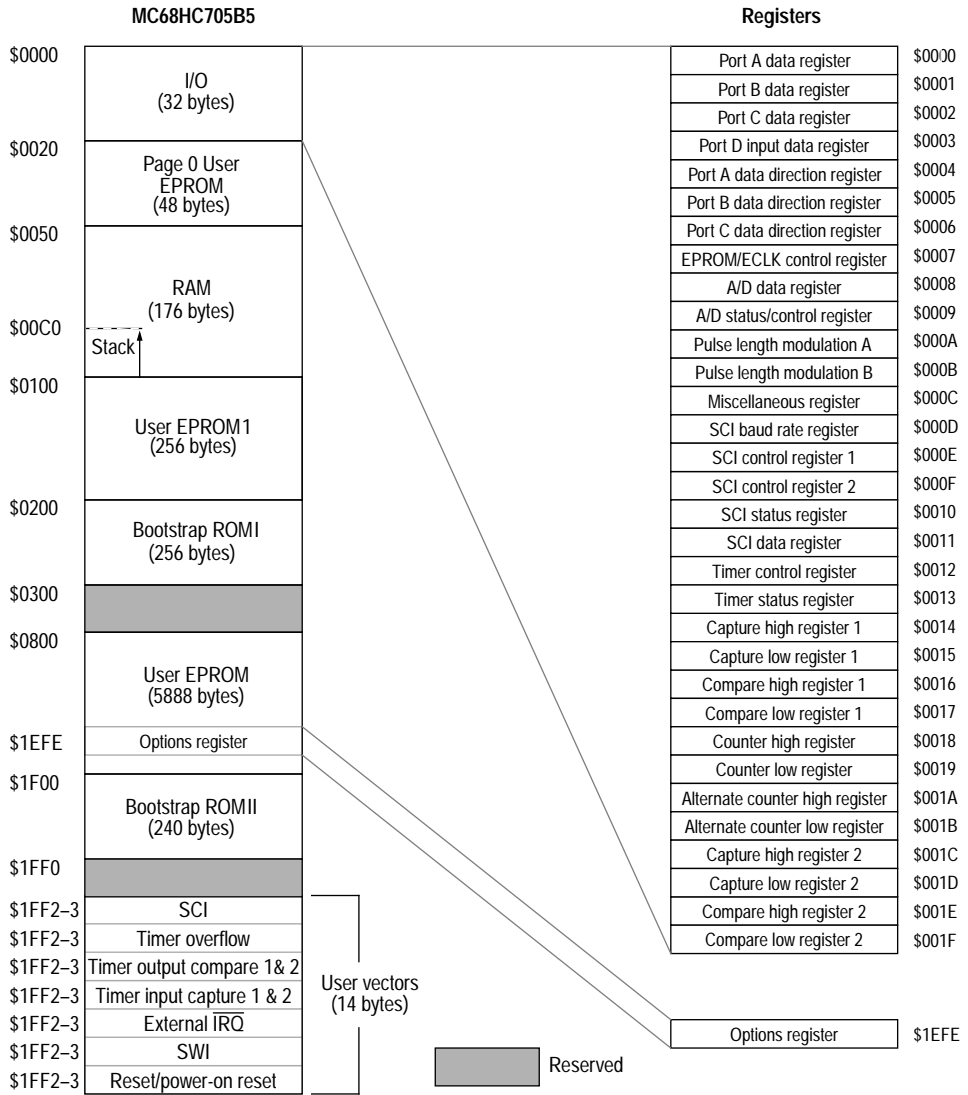 MC68HC705B5
$0000
I/O
(32 bytes)
$0020
Page 0 User
EPROM
(48 bytes)
$0050
RAM
(176 bytes)
$00C0
Stack
$0100
User EPROM1
(256 bytes)
$0200
Bootstrap ROMI
(256 bytes)
$0300
$0800
User EPROM
(5888 bytes)
$1EFE
Options register
$1F00
Bootstrap ROMII
(240 bytes)
$1FF0
$1FF2–3 SCI
$1FF2–3 Timer overflow
$1FF2–3 Timer output compare 1& 2
$1FF2–3 Timer input capture 1 & 2
$1FF2–3 External IRQ
$1FF2–3 SWI
$1FF2–3 Reset/power-on reset
User vectors
(14 bytes)
Reserved
Registers
Port A data register $0000
Port B data register $0001
Port C data register $0002
Port D input data register $0003
Port A data direction register $0004
Port B data direction register $0005
Port C data direction register $0006
EPROM/ECLK control register $0007
A/D data register $0008
A/D status/control register $0009
Pulse length modulation A $000A
Pulse length modulation B $000B
Miscellaneous register $000C
SCI baud rate register $000D
SCI control register 1 $000E
SCI control register 2 $000F
SCI status register $0010
SCI data register $0011
Timer control register $0012
Timer status register $0013
Capture high register 1 $0014
Capture low register 1 $0015
Compare high register 1 $0016
Compare low register 1 $0017
Counter high register $0018
Counter low register $0019
Alternate counter high register $001A
Alternate counter low register $001B
Capture high register 2 $001C
Capture low register 2 $001D
Compare high register 2 $001E
Compare low register 2 $001F
Options register $1EFE